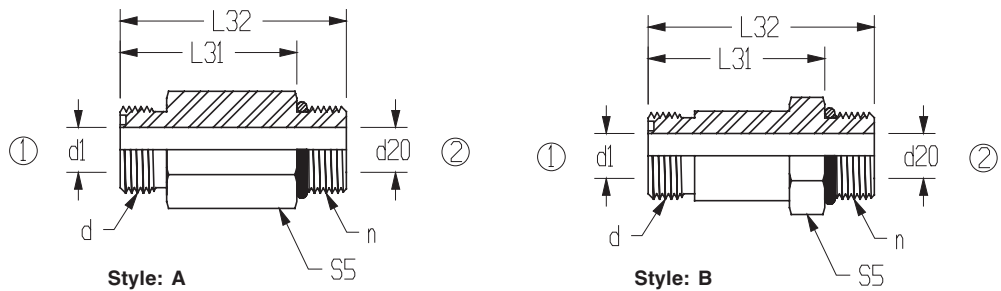 L32
L31
① d1 d20 ②
d n
S5
Style: A
L32
L31
① d1 d20 ②
d n
S5
Style: B